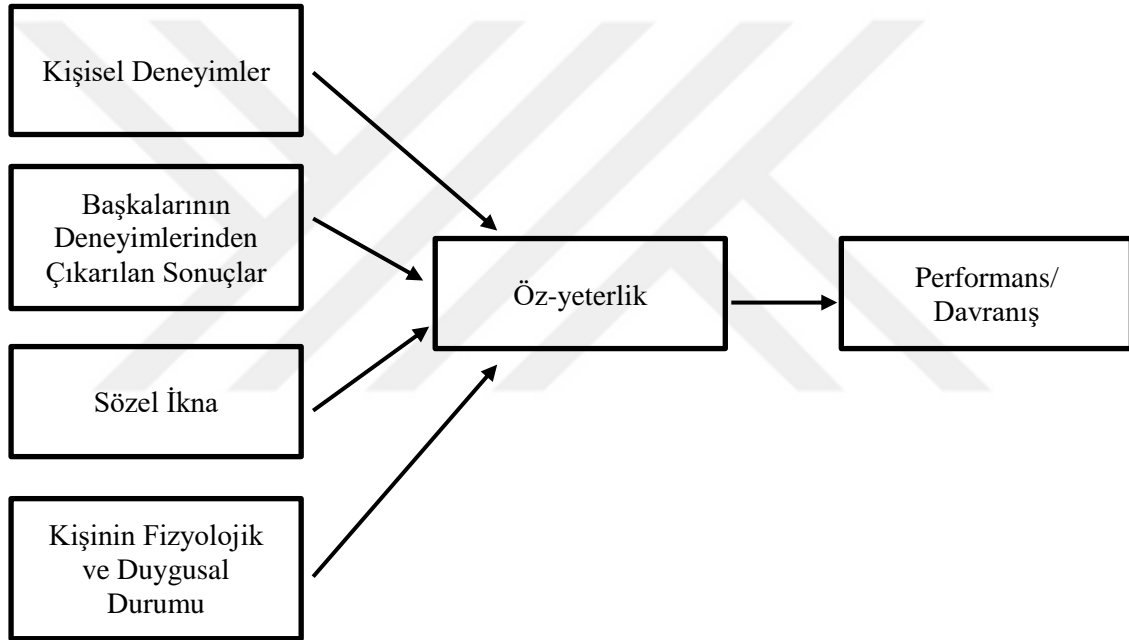 Kişisel Deneyimler
Başkalarının
Deneyimlerinden
Çıkarılan Sonuçlar
Sözel İkna
Kişinin Fizyolojik
ve Duygusal
Durumu
Öz-yeterlik
Performans/
Davranış